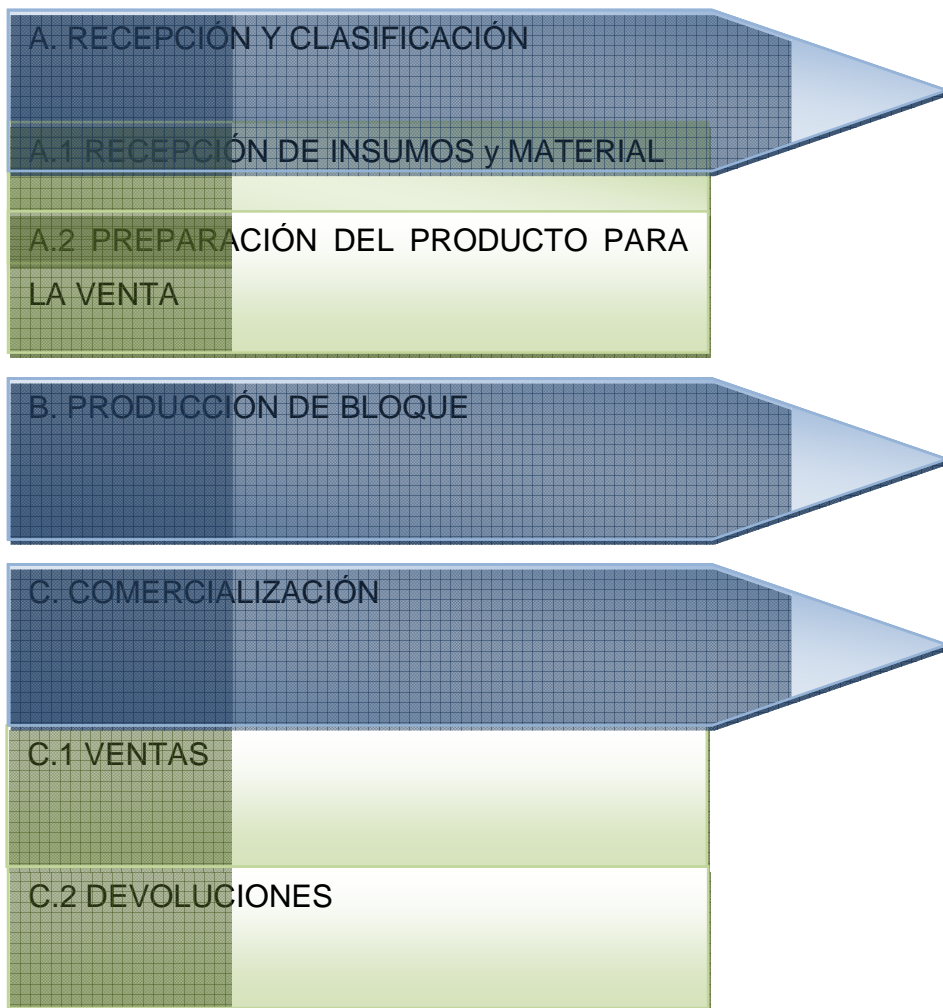 A. RECEPCIÓN Y CLASIFICACIÓN
A.1 RECEPCIÓN DE INSUMOS y MATERIAL
A.2 PREPARACIÓN DEL PRODUCTO PARA
LA VENTA
B. PRODUCCIÓN DE BLOQUE
C. COMERCIALIZACIÓN
C.1 VENTAS
C.2 DEVOLUCIONES